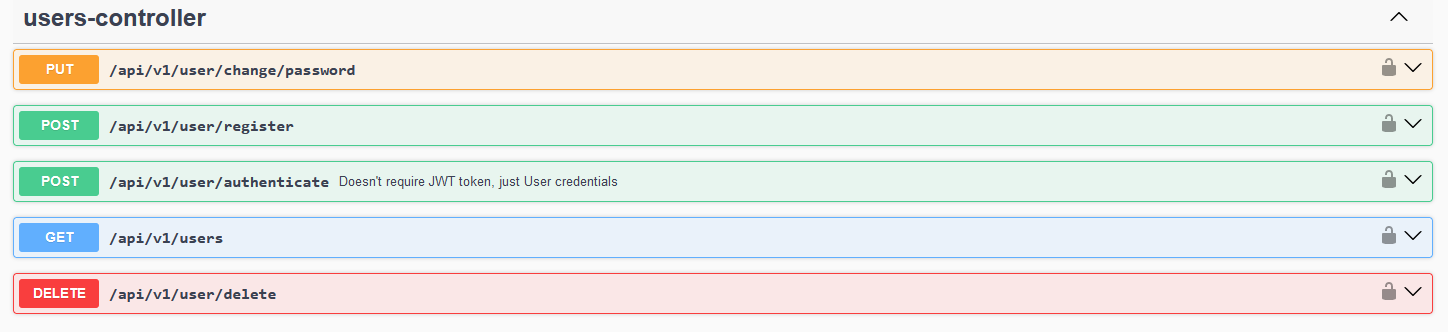 users-controller
PUT /api/v1/user/change/password
POST /api/v1/user/register
POST /api/v1/user/authenticate Doesn't require JWT token, just User credentials
GET /api/v1/users
DELETE /api/v1/user/delete